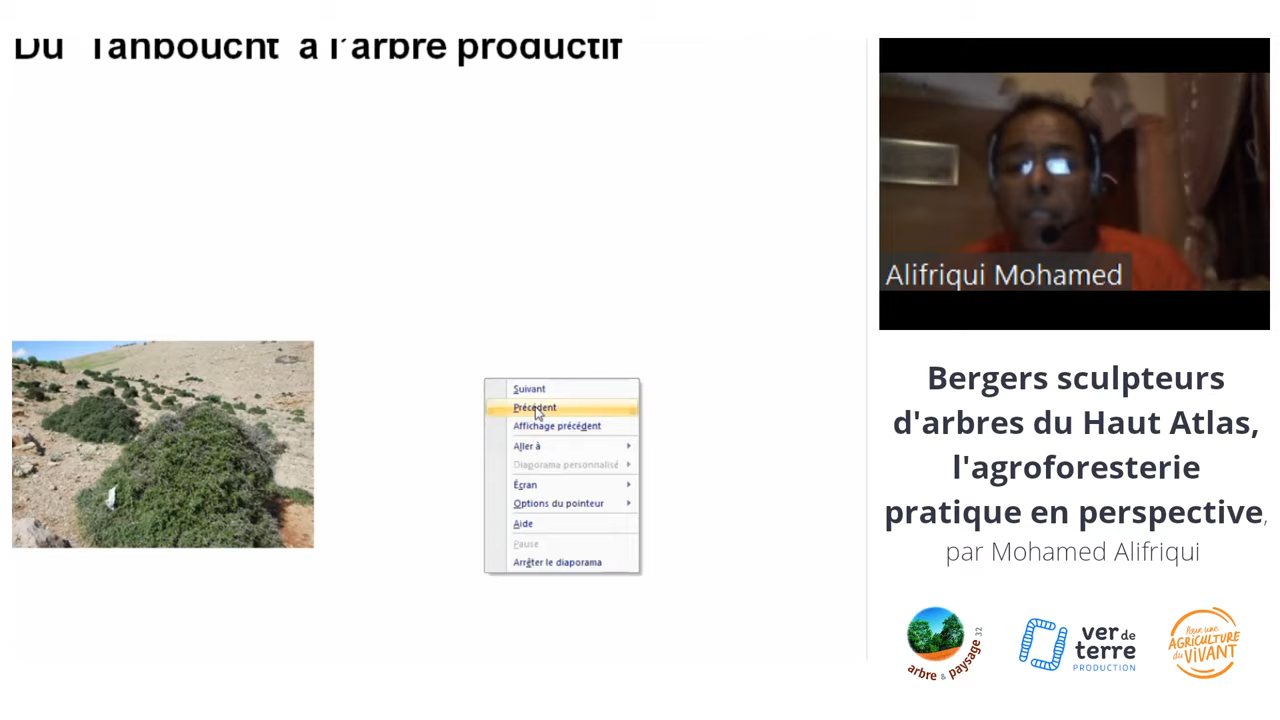 Du Tanboucht à l'arbre productif
Suivant
Précédent
Affichage précédent
Aller à
Diaporama personnalisé
Écran
Options du pointeur
Aide
Pause
Arrêter le diaporama
Alifriqui Mohamed
Bergers sculpteurs
d'arbres du Haut Atlas,
l'agroforesterie
pratique en perspective,
par Mohamed Alifriqui
arbre & paysage 32
ver de
terre
PRODUCTION
Pour une
AGRICULTURE
du ViVANT